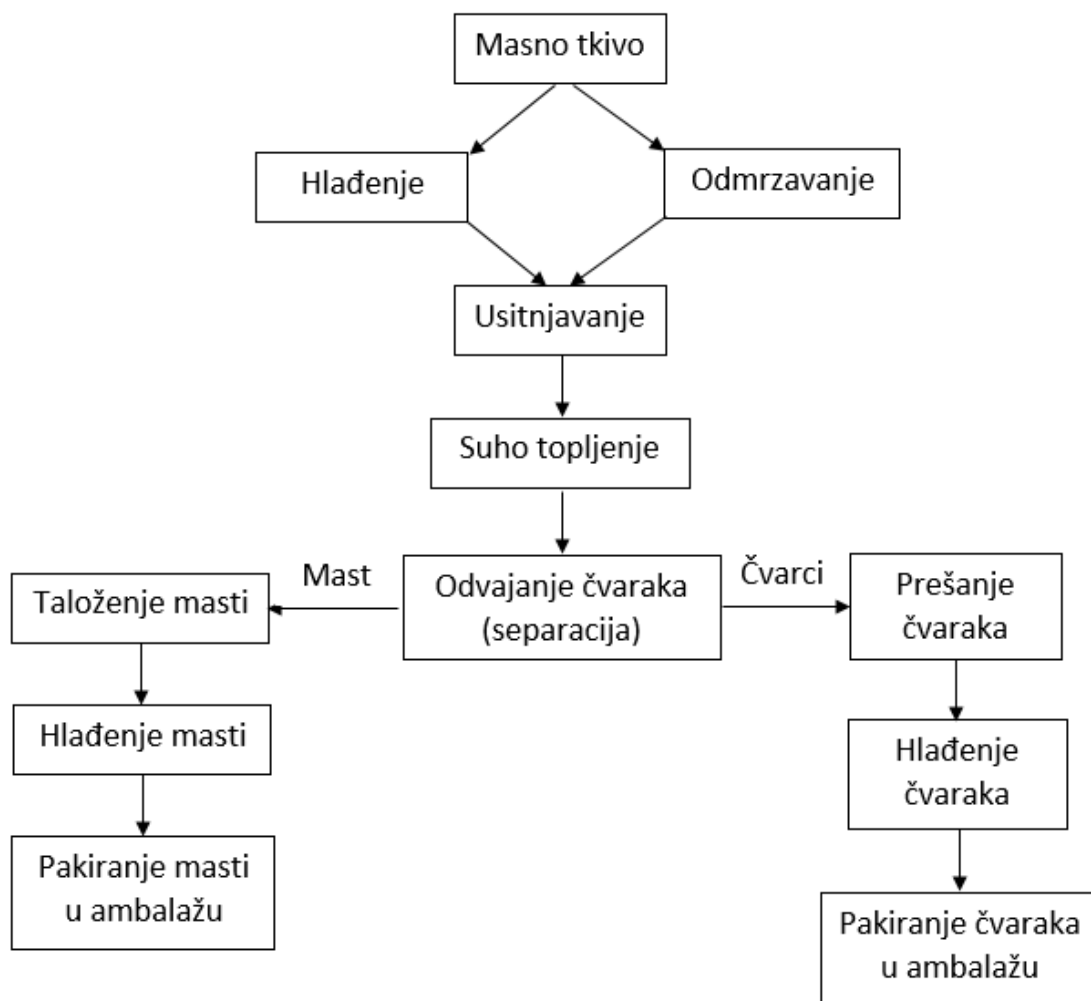 Masno tkivo
Hlađenje
Odmrzavanje
Usitnjavanje
Suho topljenje
Mast
Odvajanje čvaraka
(separacija)
Čvarci
Taloženje masti
Prešanje
čvaraka
Hlađenje masti
Hlađenje
čvaraka
Pakiranje masti
u ambalažu
Pakiranje čvaraka
u ambalažu